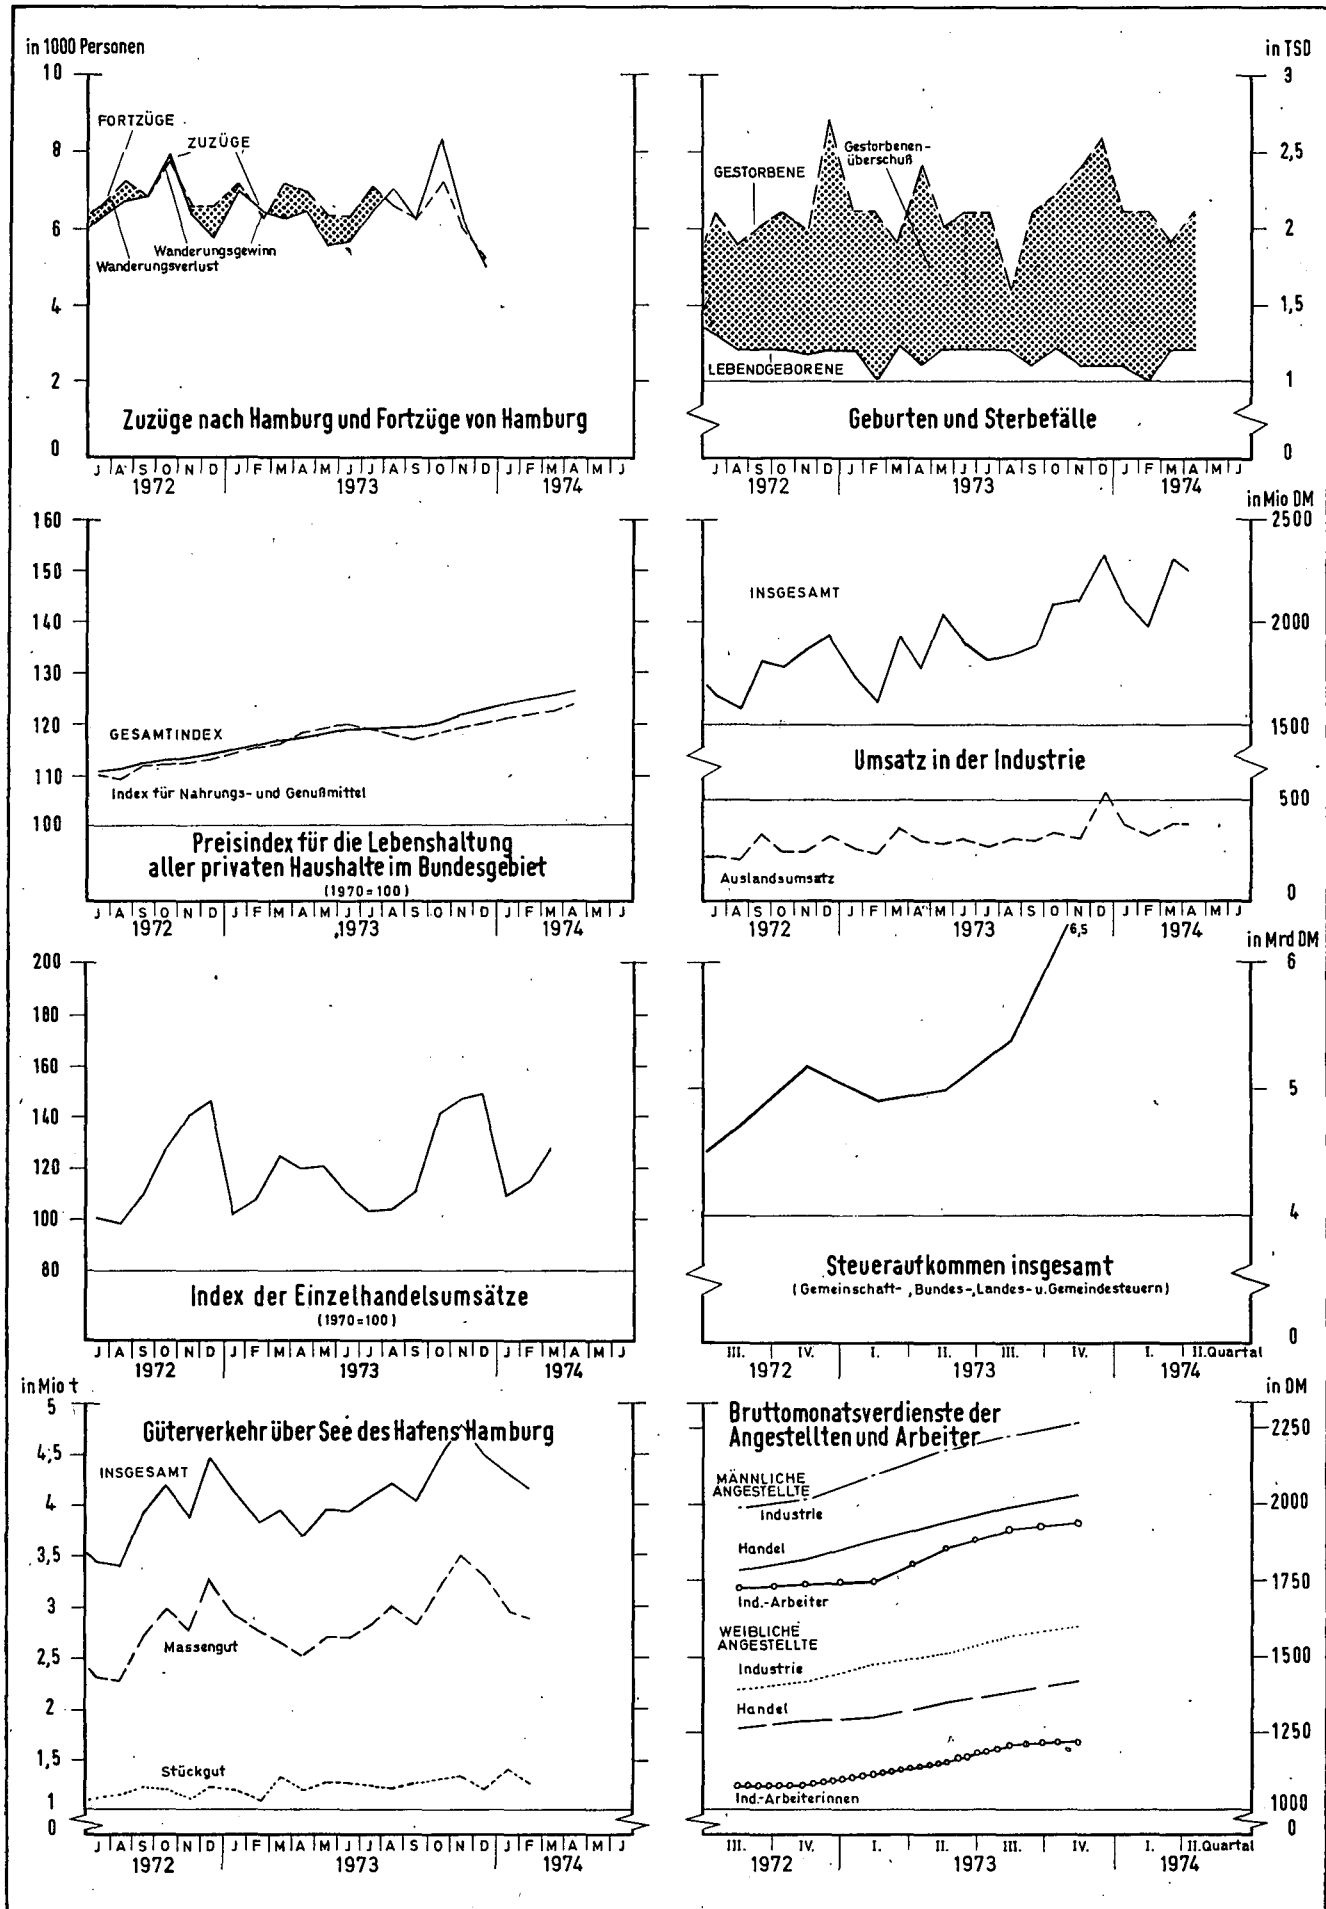 in 1000 Personen
10
8
6
4
2
0
FORTZÜGE
ZUZÜGE
Wanderungsgewinn
Wanderungsverlust
Zuzüge nach Hamburg und Fortzüge von Hamburg
J A S O N D J F M A M J J A S O N D J F M A M J
1972 1973 1974
in TSD
3
2,5
2
1,5
1
0
GESTORBENE
Gestorbenen-
überschuß
LEBENDGEBORENE
Geburten und Sterbefälle
J A S O N D J F M A M J J A S O N D J F M A M J
1972 1973 1974
160
150
140
130
120
110
100
GESAMTINDEX
Index für Nahrungs- und Genußmittel
Preisindex für die Lebenshaltung
aller privaten Haushalte im Bundesgebiet
(1970=100)
J A S O N D J F M A M J J A S O N D J F M A M J
1972 1973 1974
in Mio DM
2500
2000
1500
500
0
INSGESAMT
Umsatz in der Industrie
Auslandsumsatz
J A S O N D J F M A M J J A S O N D J F M A M J
1972 1973 1974
200
180
160
140
120
100
80
Index der Einzelhandelsumsätze
(1970=100)
J A S O N D J F M A M J J A S O N D J F M A M J
1972 1973 1974
in Mrd DM
6,5
6
5
4
0
Steueraufkommen insgesamt
(Gemeinschaft-, Bundes-, Landes- u. Gemeindesteuern)
III. IV. I. II. III. IV. I. II. Quartal
1972 1973 1974
in Mio t
5
4,5
4
3,5
3
2,5
2
1,5
1
0
Güterverkehr über See des Hafens Hamburg
INSGESAMT
Massengut
Stückgut
J A S O N D J F M A M J J A S O N D J F M A M J
1972 1973 1974
in DM
2250
2000
1750
1500
1250
1000
0
Bruttomonatsverdienste der
Angestellten und Arbeiter
MÄNNLICHE
ANGESTELLTE
Industrie
Handel
Ind.-Arbeiter
WEIBLICHE
ANGESTELLTE
Industrie
Handel
Ind.-Arbeiterinnen
III. IV. I. II. III. IV. I. II. Quartal
1972 1973 1974